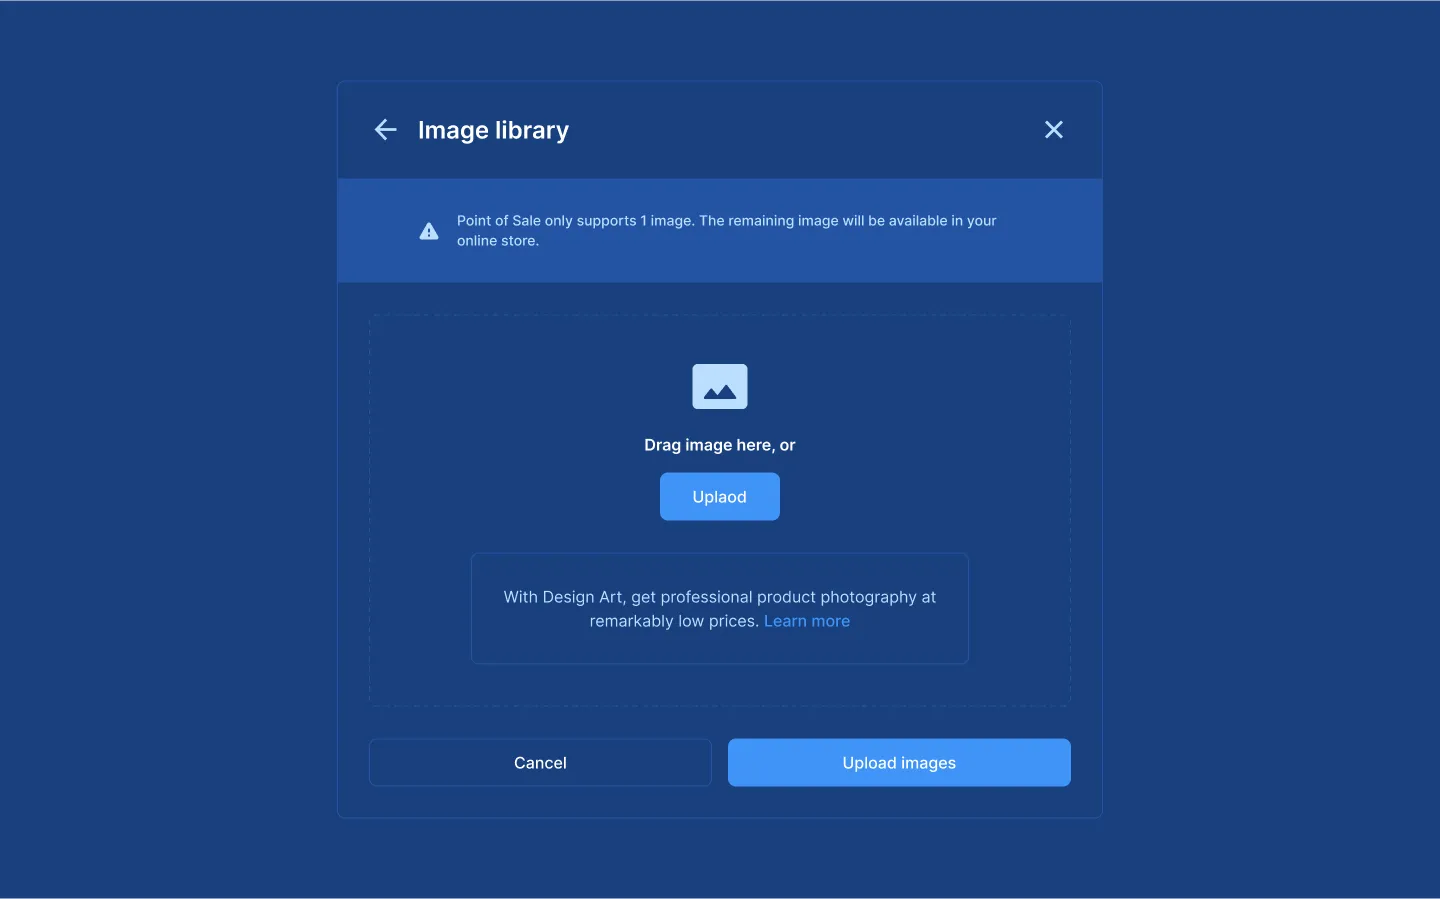 Image library
Point of Sale only supports 1 image. The remaining image will be available in your
online store.
Drag image here, or
Uplaod
With Design Art, get professional product photography at
remarkably low prices. Learn more
Cancel
Upload images